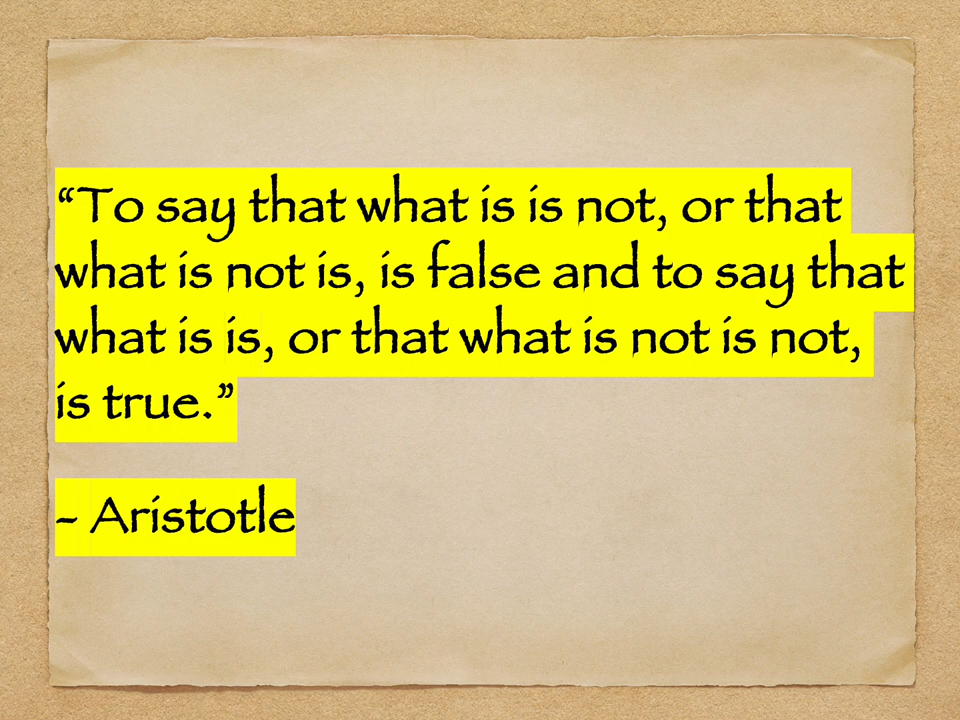 “To say that what is is not, or that
what is not is, is false and to say that
what is is, or that what is not is not,
is true.”
- Aristotle